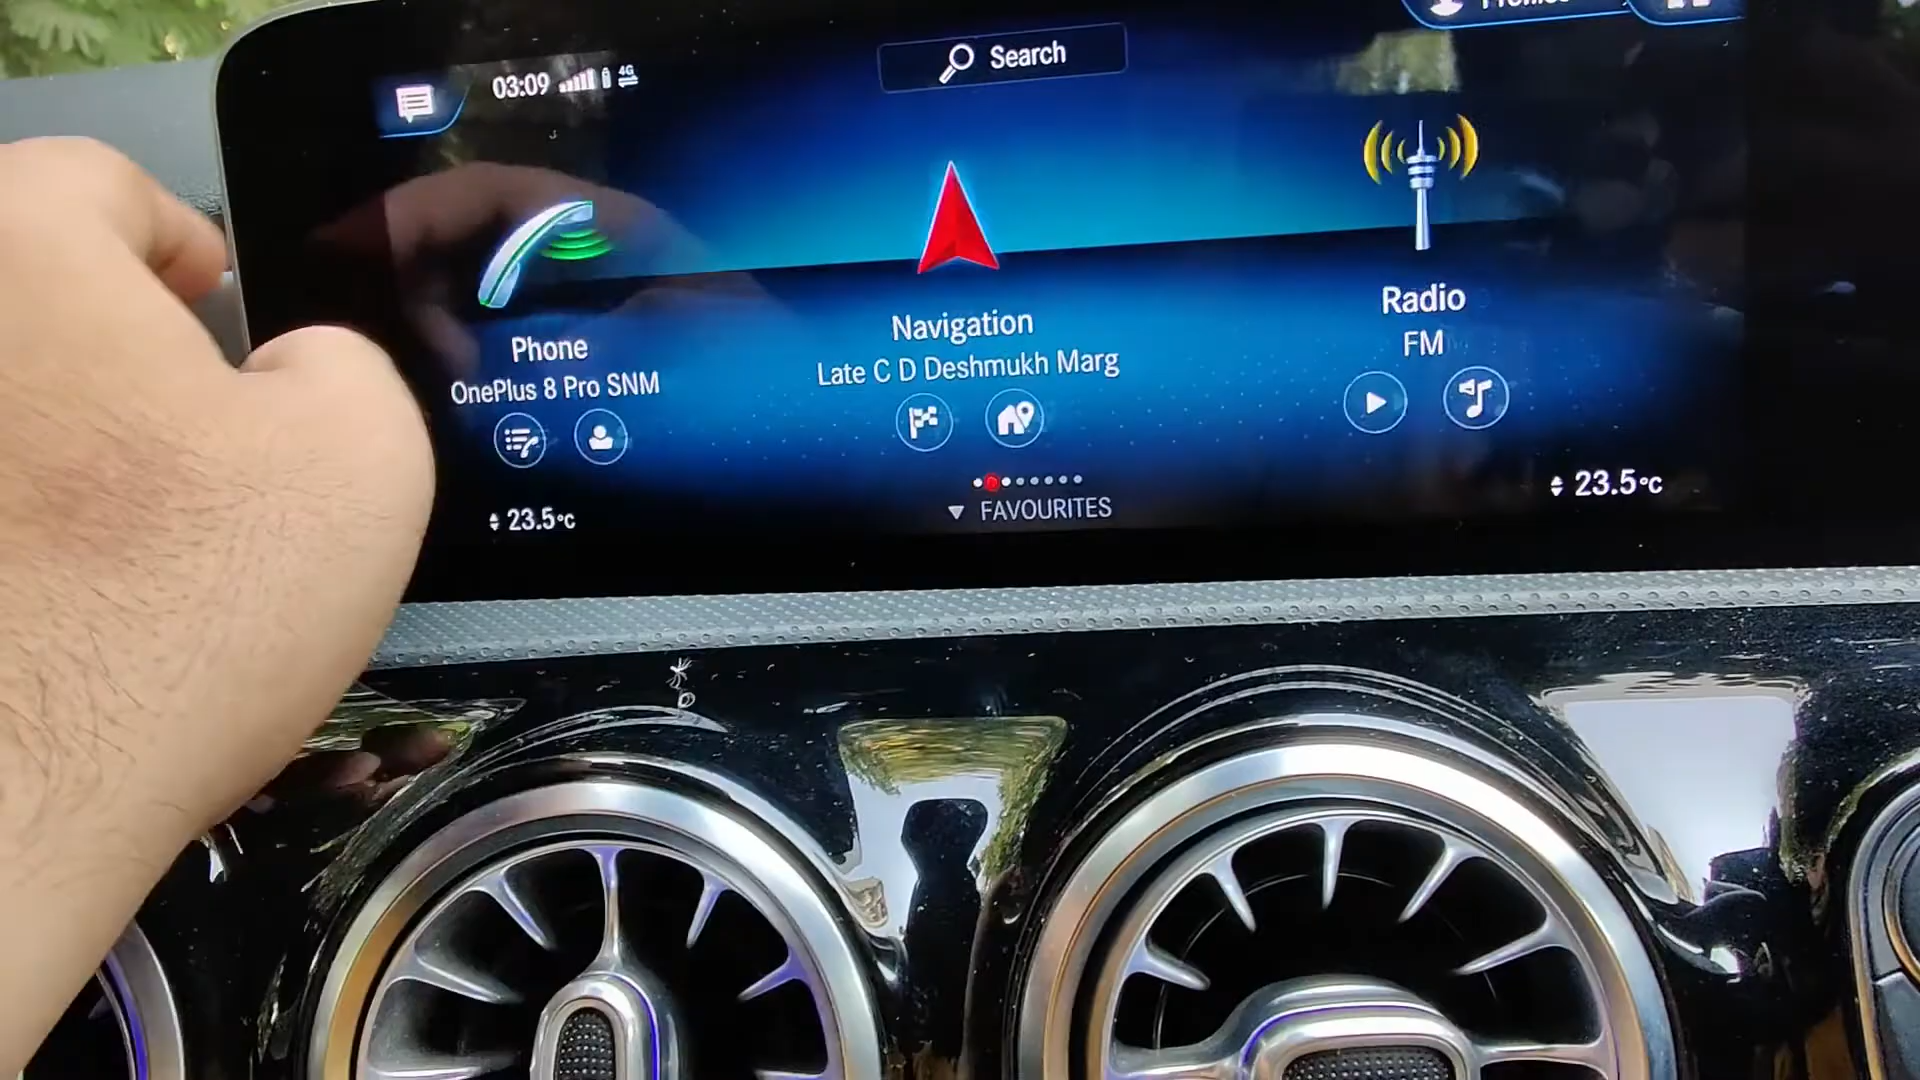 03:09 4G
Search
Phone
OnePlus 8 Pro SNM
Navigation
Late C D Deshmukh Marg
Radio
FM
23.5°C
FAVOURITES
23.5°C